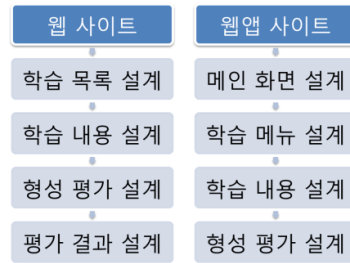 웹 사이트
학습 목록 설계
학습 내용 설계
형성 평가 설계
평가 결과 설계
웹앱 사이트
메인 화면 설계
학습 메뉴 설계
학습 내용 설계
형성 평가 설계